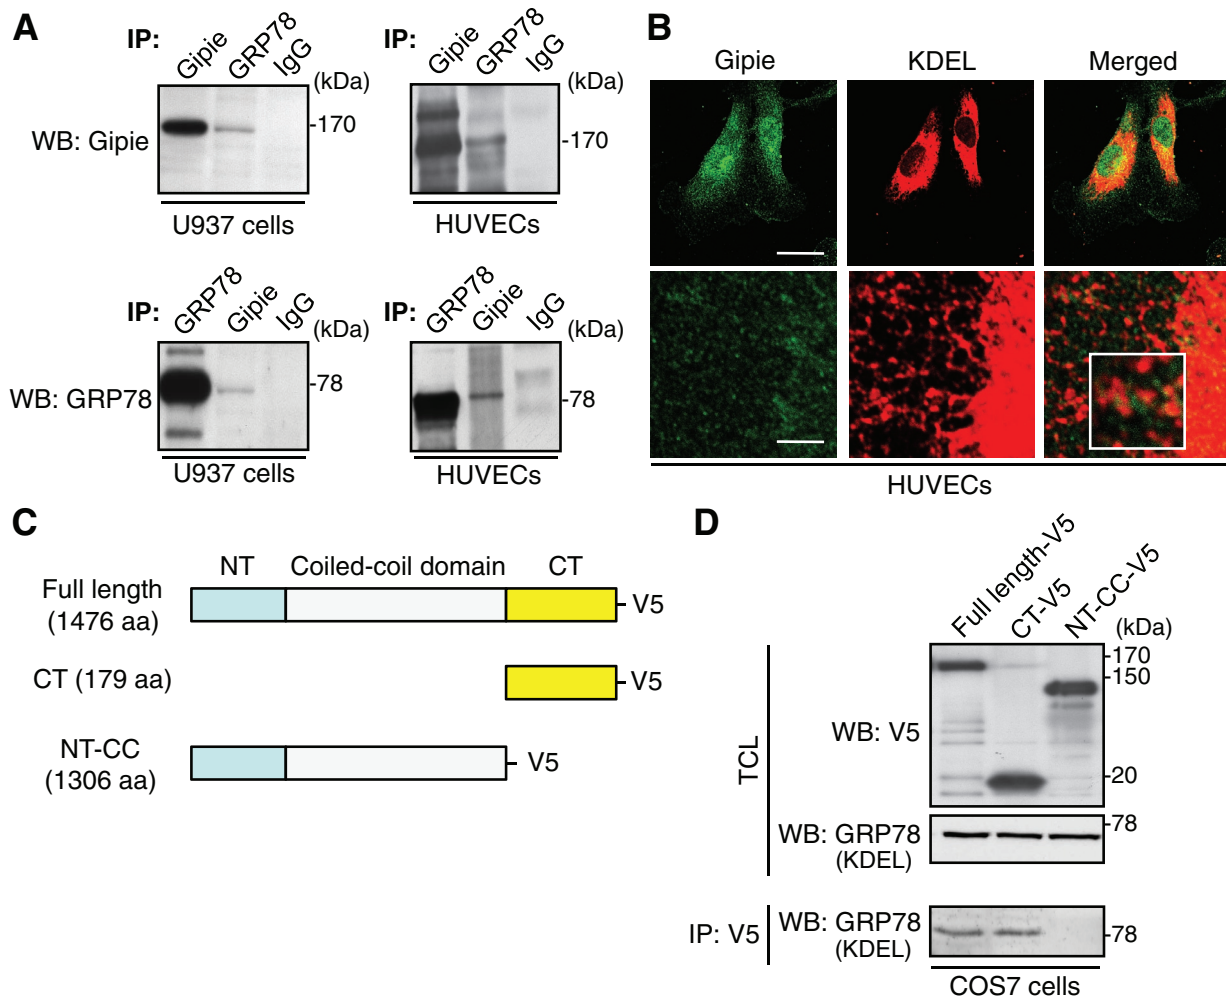 A
IP: Gipie GRP78 IgG (kDa)
WB: Gipie
-170
U937 cells
IP: Gipie GRP78 IgG (kDa)
-170
HUVECs
IP: GRP78 Gipie IgG (kDa)
WB: GRP78
-78
U937 cells
IP: GRP78 Gipie IgG (kDa)
-78
HUVECs
B
Gipie KDEL Merged
HUVECs
C
NT Coiled-coil domain CT
Full length
(1476 aa)
V5
CT (179 aa)
V5
NT-CC
(1306 aa)
V5
D
Full length-V5 CT-V5 NT-CC-V5 (kDa)
-170
-150
TCL
WB: V5
-20
-78
WB: GRP78
(KDEL)
IP: V5
WB: GRP78
(KDEL)
-78
COS7 cells